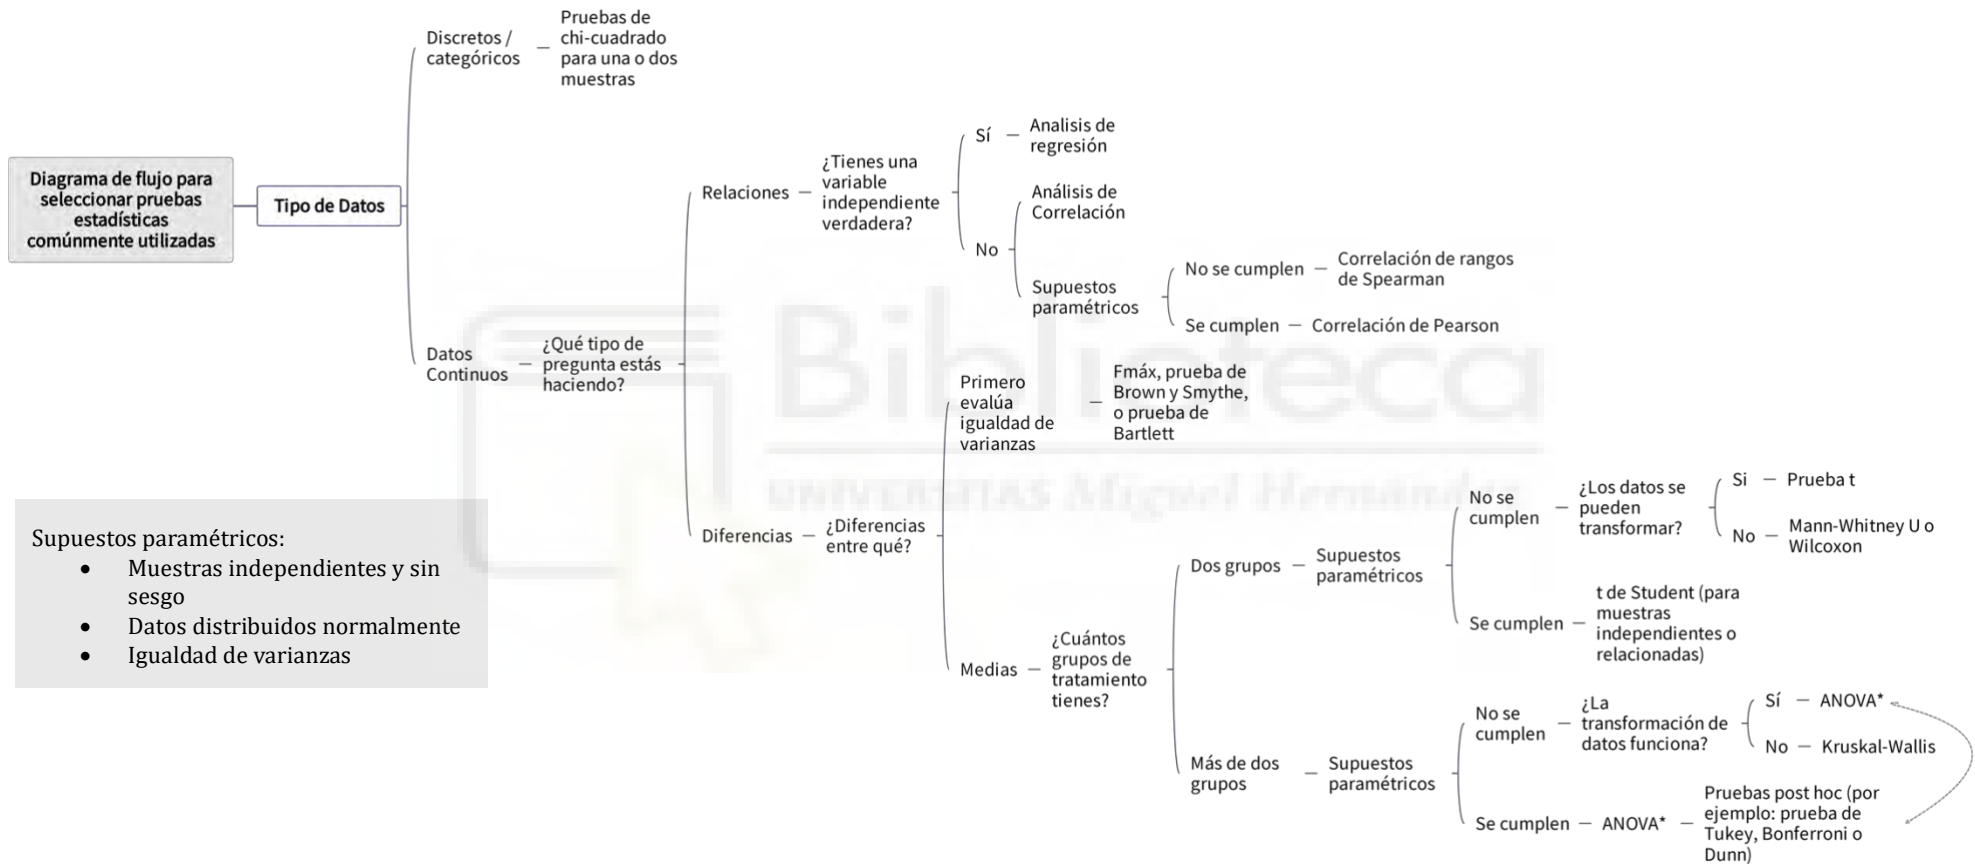 Diagrama de flujo para
seleccionar pruebas
estadísticas
comúnmente utilizadas
Tipo de Datos
Discretos /
categóricos
Pruebas de
chi-cuadrado
para una o dos
muestras
Datos
Continuos
¿Qué tipo de
pregunta estás
haciendo?
Relaciones
¿Tienes una
variable
independiente
verdadera?
Sí
Analisis de
regresión
No
Análisis de
Correlación
Supuestos
paramétricos
No se cumplen
Correlación de rangos
de Spearman
Se cumplen
Correlación de Pearson
Diferencias
¿Diferencias
entre qué?
Primero
evalúa
igualdad de
varianzas
Fmáx, prueba de
Brown y Smythe,
o prueba de
Bartlett
Medias
¿Cuántos
grupos de
tratamiento
tienes?
Dos grupos
Supuestos
paramétricos
No se
cumplen
¿Los datos se
pueden
transformar?
Si
Prueba t
No
Mann-Whitney U o
Wilcoxon
Se cumplen
t de Student (para
muestras
independientes o
relacionadas)
Más de dos
grupos
Supuestos
paramétricos
No se
cumplen
¿La
transformación de
datos funciona?
Sí
ANOVA*
No
Kruskal-Wallis
Se cumplen
ANOVA*
Pruebas post hoc (por
ejemplo: prueba de
Tukey, Bonferroni o
Dunn)
Supuestos paramétricos:
• Muestras independientes y sin
sesgo
• Datos distribuidos normalmente
• Igualdad de varianzas
Biblioteca
UNIVERSITAS Miguel Hernández